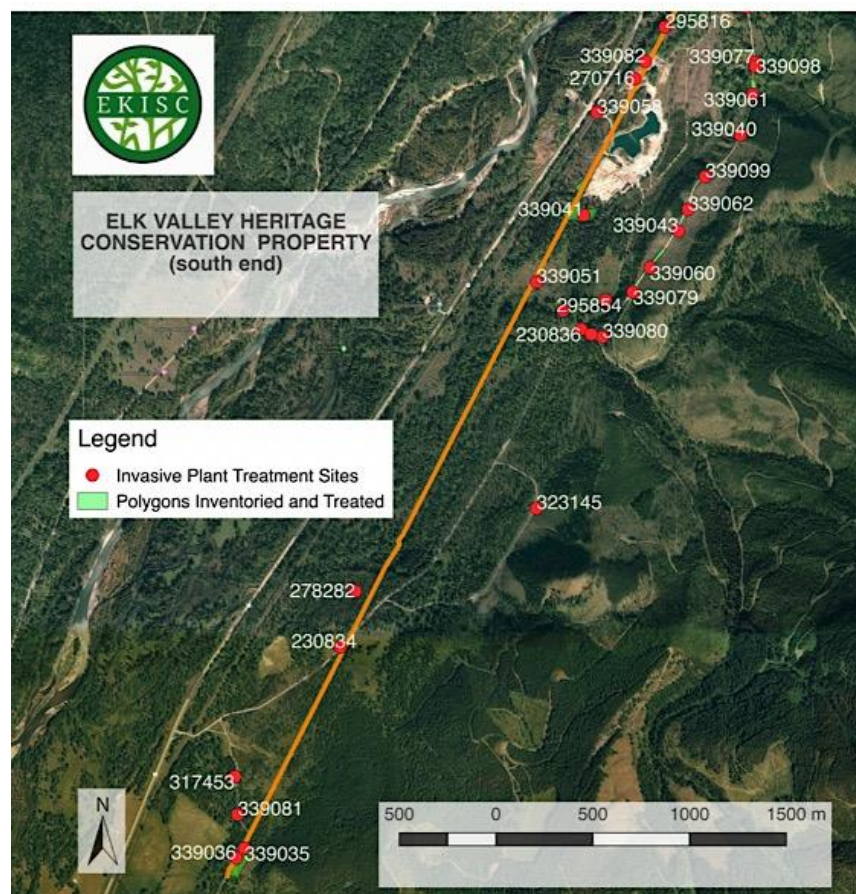 295816
339082
339077
339098
270716
339061
339058
EKISC
339040
339099
339062
339041
ELK VALLEY HERITAGE
CONSERVATION PROPERTY
(south end)
339043
339060
339051
339079
295854
230836
339080
Legend
Invasive Plant Treatment Sites
Polygons Inventoried and Treated
323145
278282
230834
317453
339081
N
500 0 500 1000 1500 m
339036
339035